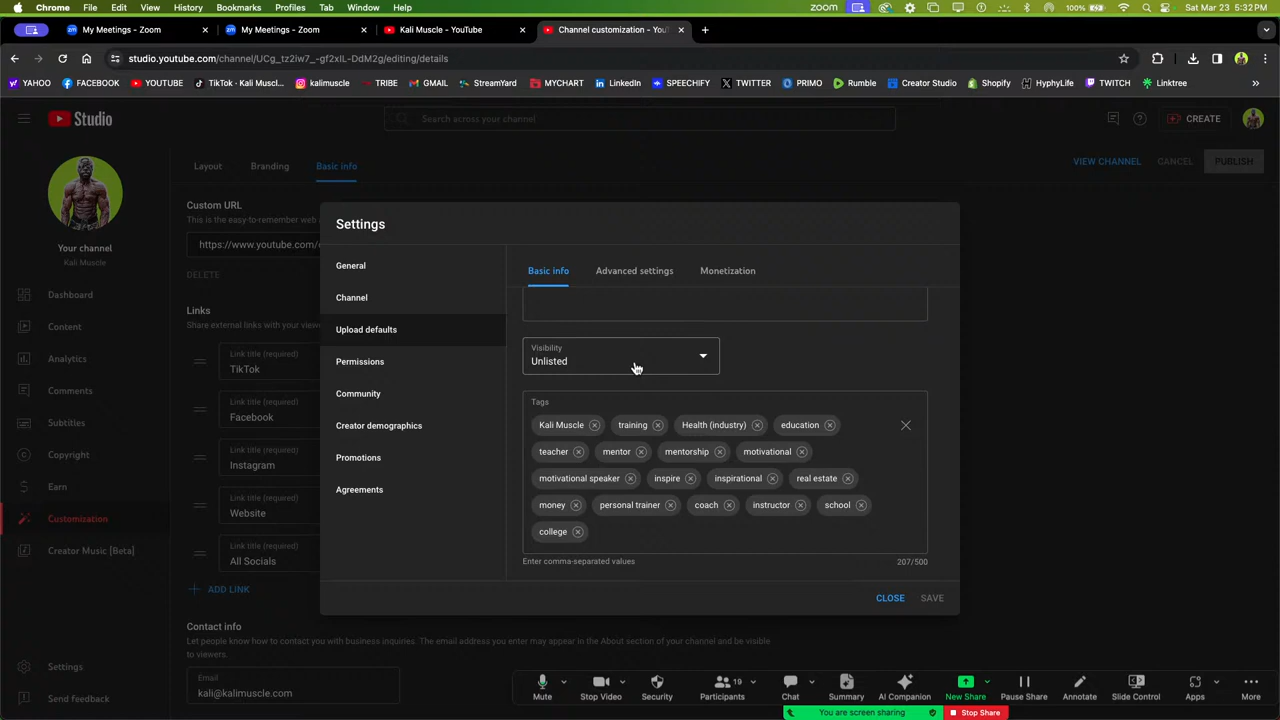 Chrome File Edit View History Bookmarks Profiles Tab Window Help
zoom 100% Sat Mar 23 5:32 PM
My Meetings - Zoom
My Meetings - Zoom
Kali Muscle - YouTube
Channel customization - You
studio.youtube.com/channel/UCg_tz2iw7_-gf2xIL-DdM2g/editing/details
YAHOO FACEBOOK YOUTUBE TikTok · Kalimuscl... kalimuscle TRIBE GMAIL StreamYard MYCHART LinkedIn SPEECHIFY TWITTER PRIMO Rumble Creator Studio Shopify HyphyLife TWITCH Linktree
Studio
Search across your channel
CREATE
Layout Branding Basic info
VIEW CHANNEL CANCEL PUBLISH
Custom URL
This is the easy-to-remember web a
https://www.youtube.com/
DELETE
Your channel
Kali Muscle
Dashboard
Content
Analytics
Comments
Subtitles
Copyright
Earn
Customization
Creator Music [Beta]
Settings
Send feedback
Links
Share external links with your viewe
Link title (required)
TikTok
Link title (required)
Facebook
Link title (required)
Instagram
Link title (required)
Website
Link title (required)
All Socials
ADD LINK
Contact info
Let people know how to contact you with business inquires. The email address you enter may appear in the About section of your channel and be visible
to viewers.
Email
kali@kalimuscle.com
Settings
General
Channel
Upload defaults
Permissions
Community
Creator demographics
Promotions
Agreements
Basic info Advanced settings Monetization
Visibility
Unlisted
Tags
Kali Muscle training Health (industry) education
teacher mentor mentorship motivational
motivational speaker inspire inspirational real estate
money personal trainer coach instructor school
college
Enter comma-separated values 207/500
CLOSE SAVE
19
Mute Stop Video Security Participants Chat Summary AI Companion New Share Pause Share Annotate Slide Control Apps More
You are screen sharing Stop Share